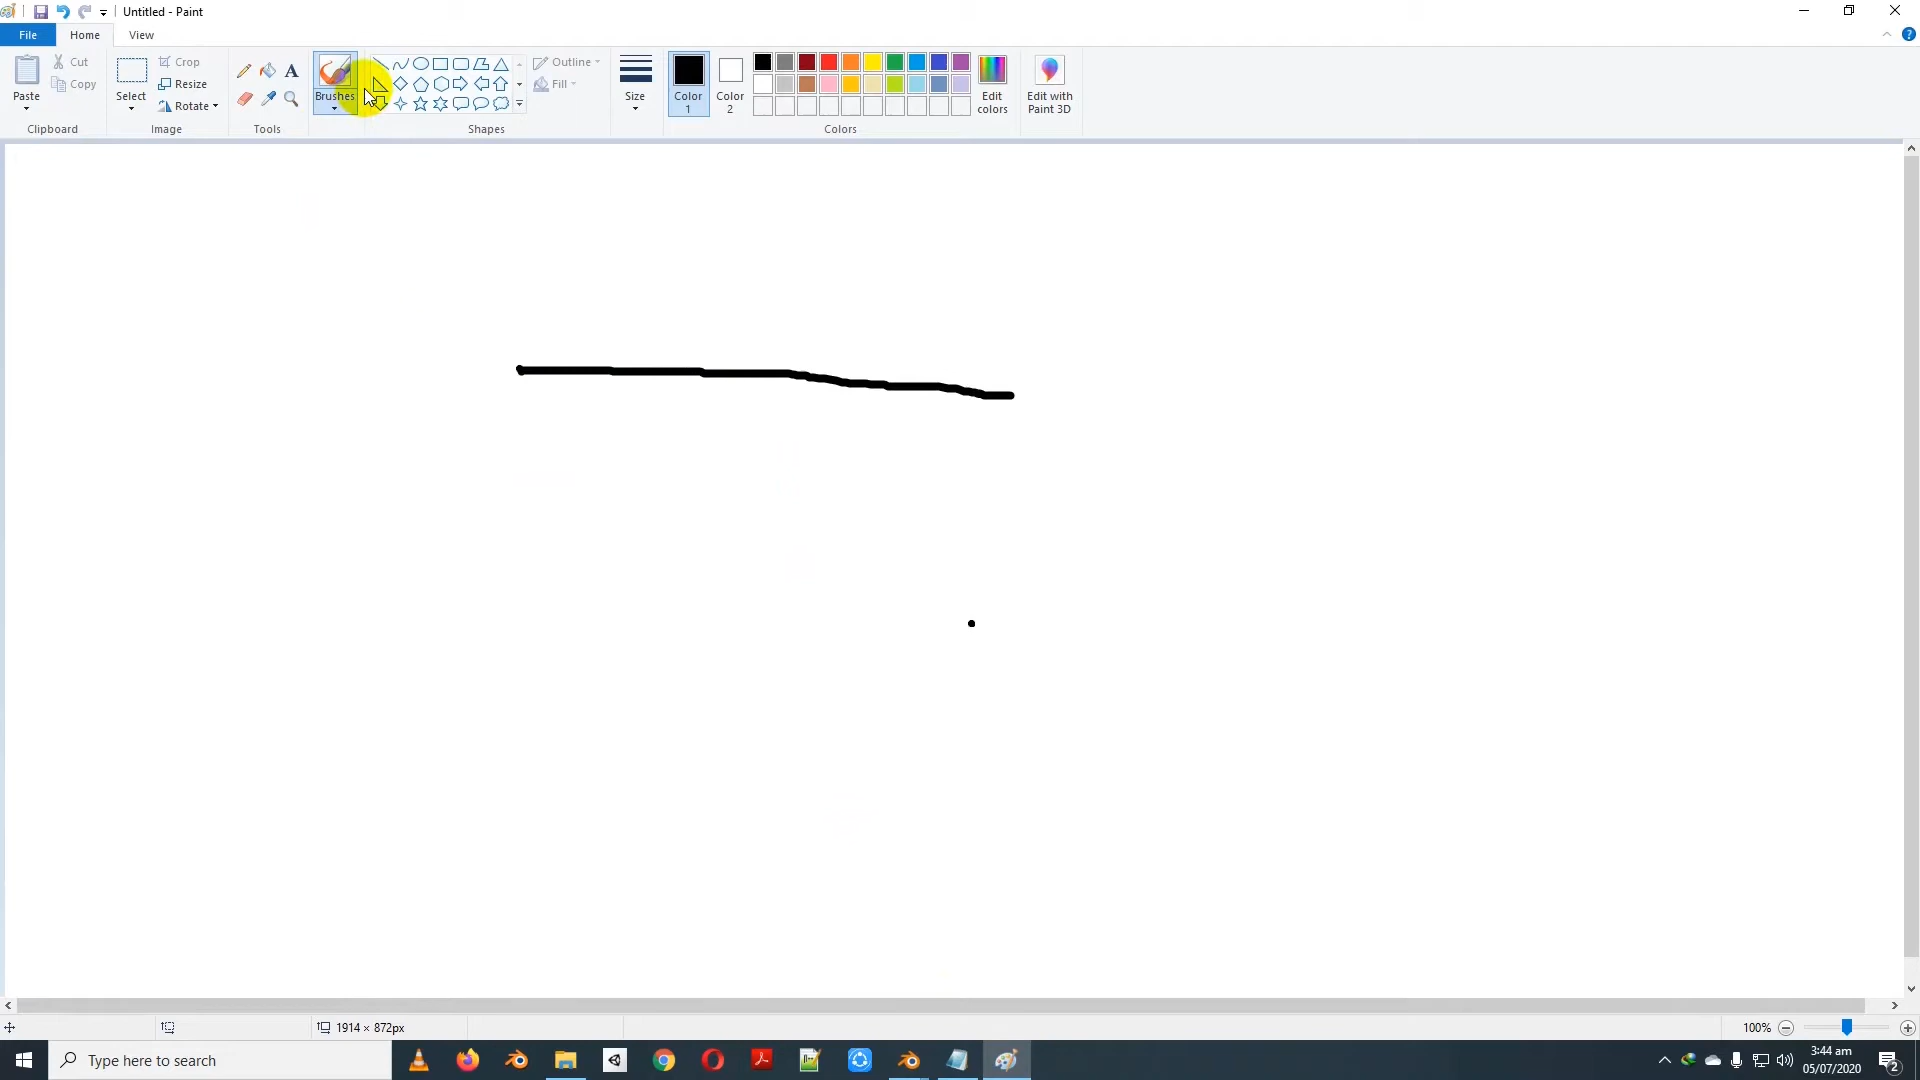 Untitled - Paint
File Home View
Paste
Cut
Copy
Clipboard
Select
Crop
Resize
Rotate
Image
A
Tools
Brushes
Shapes
Outline
Fill
Size
Color 1
Color 2
Colors
Edit colors
Edit with Paint 3D
1914 × 872px
100%
Type here to search
3:44 am
05/07/2020
2